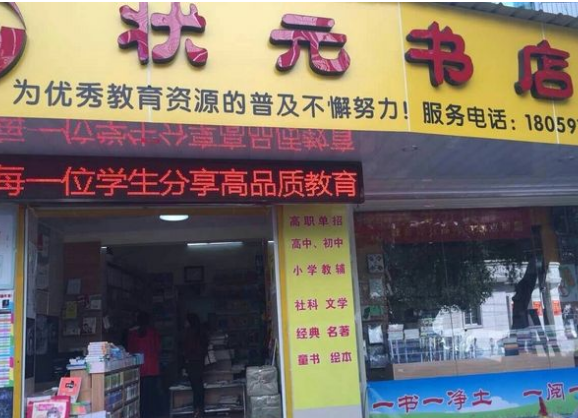 状元书店
为优秀教育资源的普及不懈努力！服务电话：18059
每一位学生分享高品质教育
高职单招
高中、初中
小学教辅
社科 文学
经典 名著
童书 绘本
一书一净土 一阅一